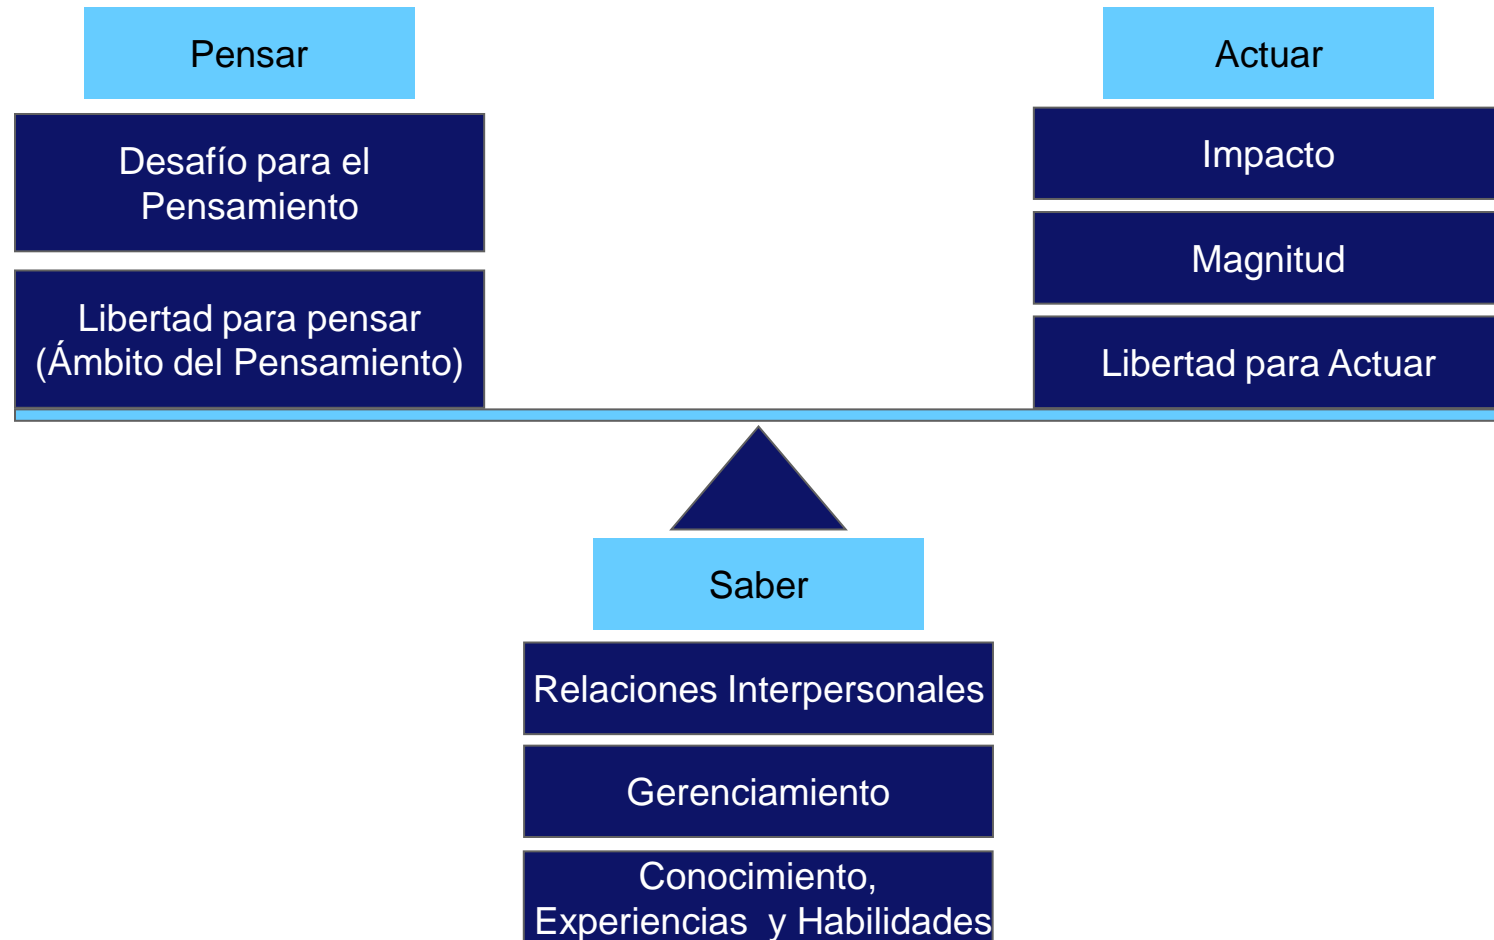 Pensar
Desafío para el
Pensamiento
Libertad para pensar
(Ámbito del Pensamiento)
Actuar
Impacto
Magnitud
Libertad para Actuar
Saber
Relaciones Interpersonales
Gerenciamiento
Conocimiento,
Experiencias y Habilidades